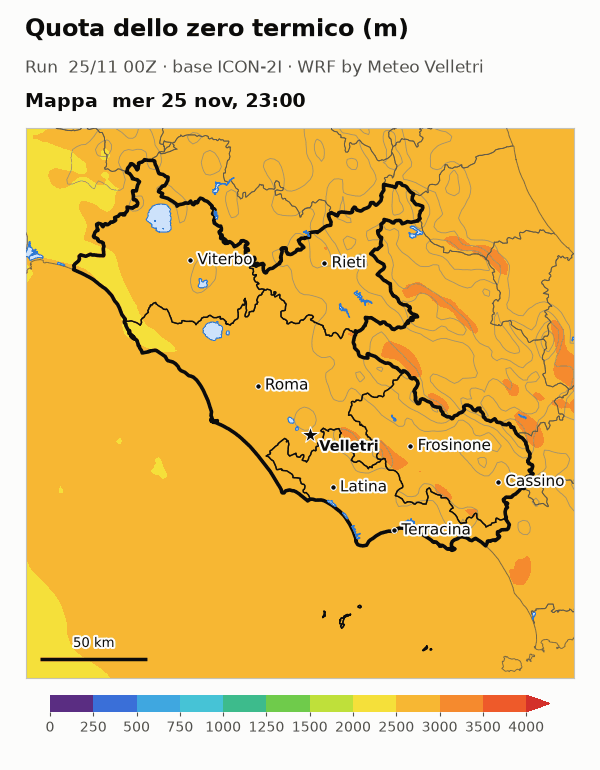 Quota dello zero termico (m)
Run  25/11 00Z · base ICON-2I · WRF by Meteo Velletri
Mappa  mer 25 nov, 23:00
Viterbo
Rieti
Roma
Velletri
Frosinone
Latina
Cassino
Terracina
50 km
0 250 500 750 1000 1250 1500 2000 2500 3000 3500 4000